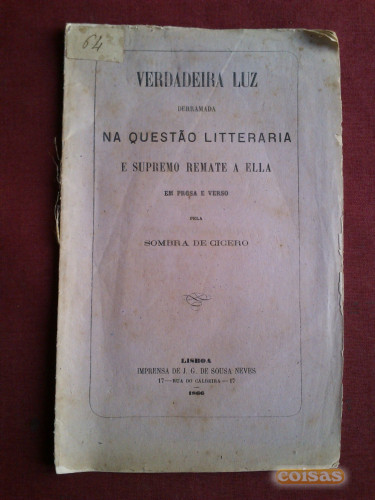 64
VERDADEIRA LUZ
DERRAMADA
NA QUESTÃO LITTERARIA
E SUPREMO REMATE A ELLA
EM PROSA E VERSO
PELA
SOMBRA DE CICERO
LISBOA
IMPRENSA DE J. G. DE SOUSA NEVES
17—RUA DO CALDEIRA—17
1866
coisas